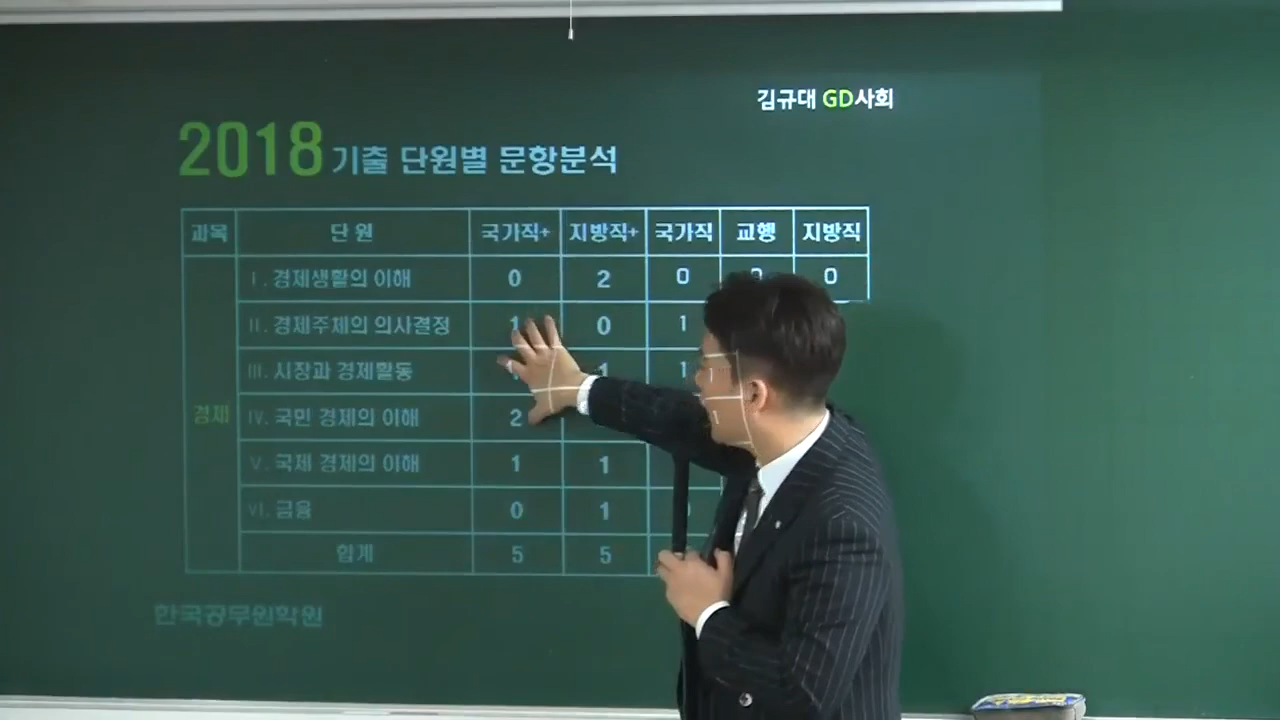 김규대 GD사회
2018 기출 단원별 문항분석
과목 단 원 국가직+ 지방직+ 국가직 교행 지방직
경제
Ⅰ. 경제생활의 이해 0 2 0 0 0
Ⅱ. 경제주체의 의사결정 1 0 1
Ⅲ. 시장과 경제활동 1 1 1
Ⅳ. 국민 경제의 이해 2 1
Ⅴ. 국제 경제의 이해 1 1
Ⅵ. 금융 0 1
합계 5 5
한국공무원학원